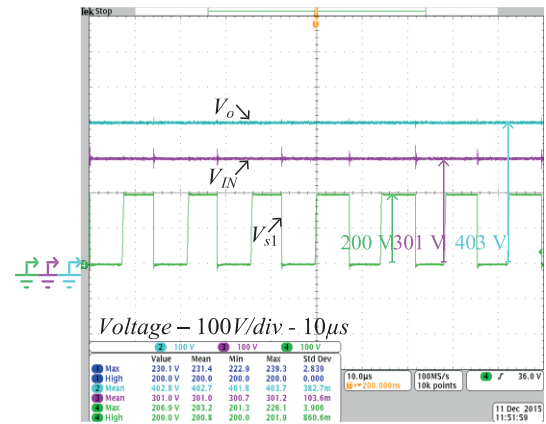 Tek Stop
V_o
V_IN
V_s1
200 V 301 V 403 V
Voltage – 100V/div - 10μs
2 100 V 3 100 V 4 100 V
Value Mean Min Max Std Dev
1 Max 230.1 V 231.4 222.9 239.3 2.839
1 High 200.0 V 200.0 200.0 200.0 0.000
2 Mean 402.8 V 402.7 401.8 403.7 382.7m
3 Mean 301.0 V 301.0 300.7 301.2 103.6m
4 Max 206.9 V 203.2 201.3 226.1 3.906
4 High 200.0 V 200.8 200.0 201.9 860.6m
10.0μs 100MS/s 4 36.0 V
200.000ns 10k points
11 Dec 2015
11:51:59